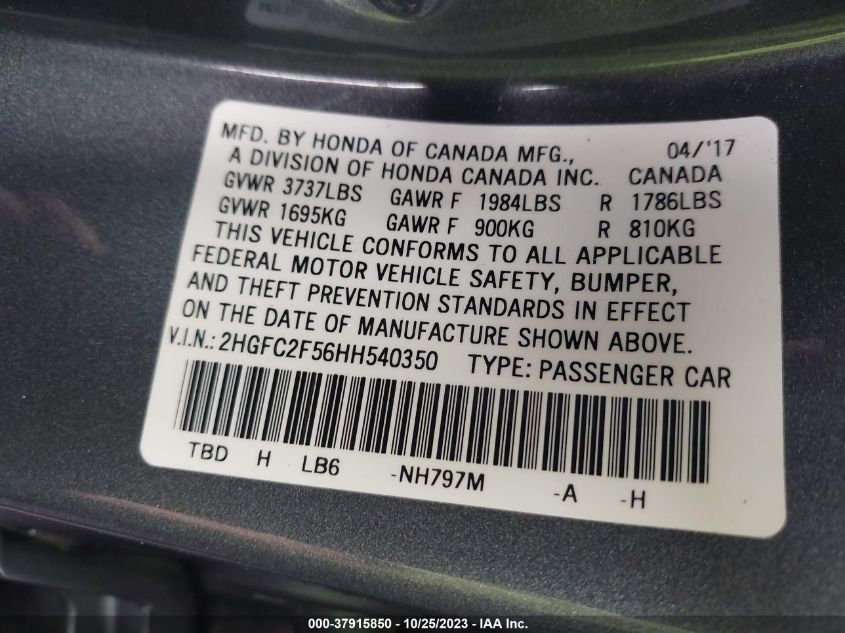 MFD. BY HONDA OF CANADA MFG., 04/'17
A DIVISION OF HONDA CANADA INC. CANADA
GVWR 3737LBS GAWR F 1984LBS R 1786LBS
GVWR 1695KG GAWR F 900KG R 810KG
THIS VEHICLE CONFORMS TO ALL APPLICABLE
FEDERAL MOTOR VEHICLE SAFETY, BUMPER,
AND THEFT PREVENTION STANDARDS IN EFFECT
ON THE DATE OF MANUFACTURE SHOWN ABOVE.
V.I.N.: 2HGFC2F56HH540350 TYPE: PASSENGER CAR
TBD H LB6 -NH797M -A -H
000-37915850 - 10/25/2023 - IAA Inc.